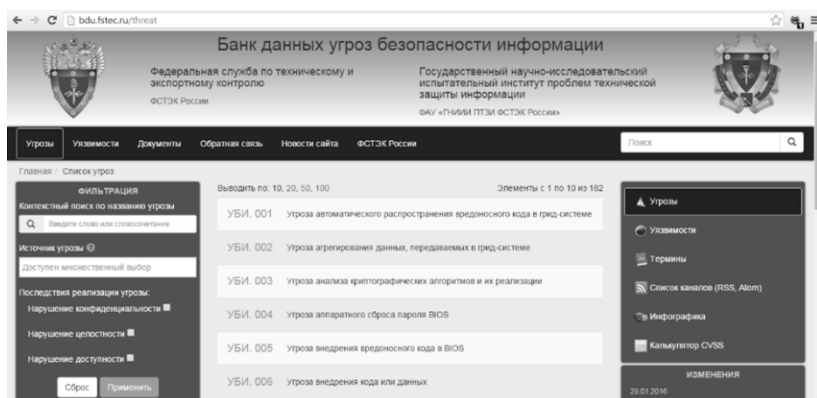 bdu.fstec.ru/threat
Банк данных угроз безопасности информации
Федеральная служба по техническому и
экспортному контролю
ФСТЭК России
Государственный научно-исследовательский
испытательный институт проблем технической
защиты информации
ФАУ «ГНИИИ ПТЗИ ФСТЭК России»
Угрозы Уязвимости Документы Обратная связь Новости сайта ФСТЭК России Поиск
Главная / Список угроз
ФИЛЬТРАЦИЯ
Контекстный поиск по названию угрозы
Введите слово или словосочетание
Источник угрозы
Доступен множественный выбор
Последствия реализации угрозы:
Нарушение конфиденциальности
Нарушение целостности
Нарушение доступности
Сброс Применить
Выводить по: 10, 20, 50, 100 Элементы с 1 по 10 из 182
УБИ. 001 Угроза автоматического распространения вредоносного кода в грид-системе
УБИ. 002 Угроза агрегирования данных, передаваемых в грид-системе
УБИ. 003 Угроза анализа криптографических алгоритмов и их реализации
УБИ. 004 Угроза аппаратного сброса пароля BIOS
УБИ. 005 Угроза внедрения вредоносного кода в BIOS
УБИ. 006 Угроза внедрения кода или данных
Угрозы
Уязвимости
Термины
Список каналов (RSS, Atom)
Инфографика
Калькулятор CVSS
ИЗМЕНЕНИЯ
29.01.2016